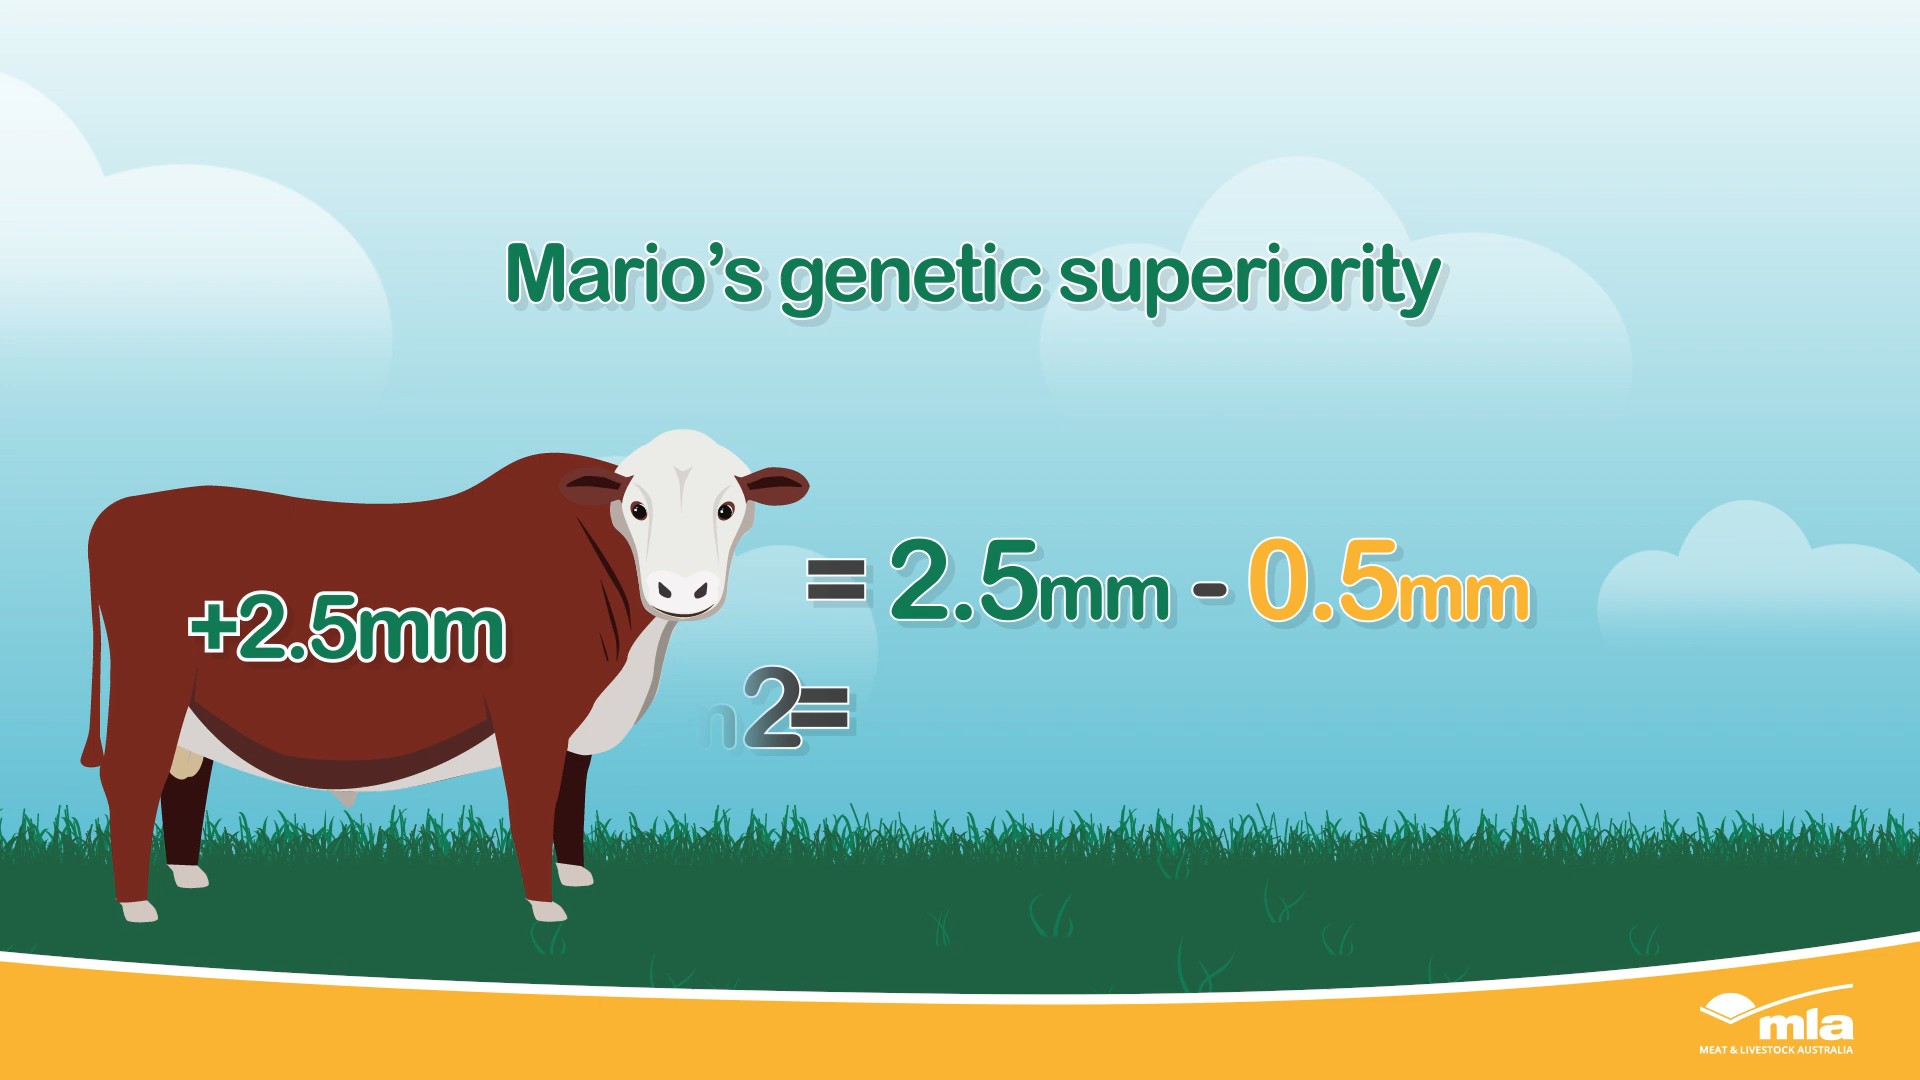 Mario's genetic superiority
= 2.5mm - 0.5mm
+2.5mm
2=
mla
MEAT & LIVESTOCK AUSTRALIA